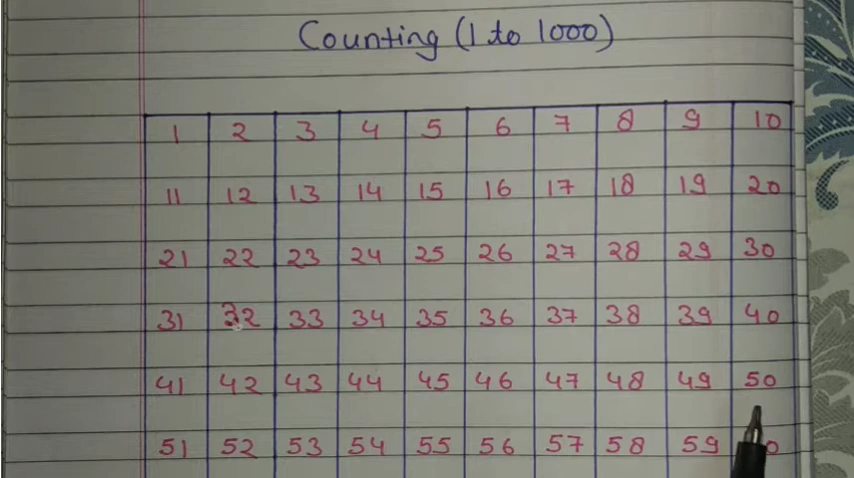 Counting (1 to 1000)
1 2 3 4 5 6 7 8 9 10
11 12 13 14 15 16 17 18 19 20
21 22 23 24 25 26 27 28 29 30
31 32 33 34 35 36 37 38 39 40
41 42 43 44 45 46 47 48 49 50
51 52 53 54 55 56 57 58 59